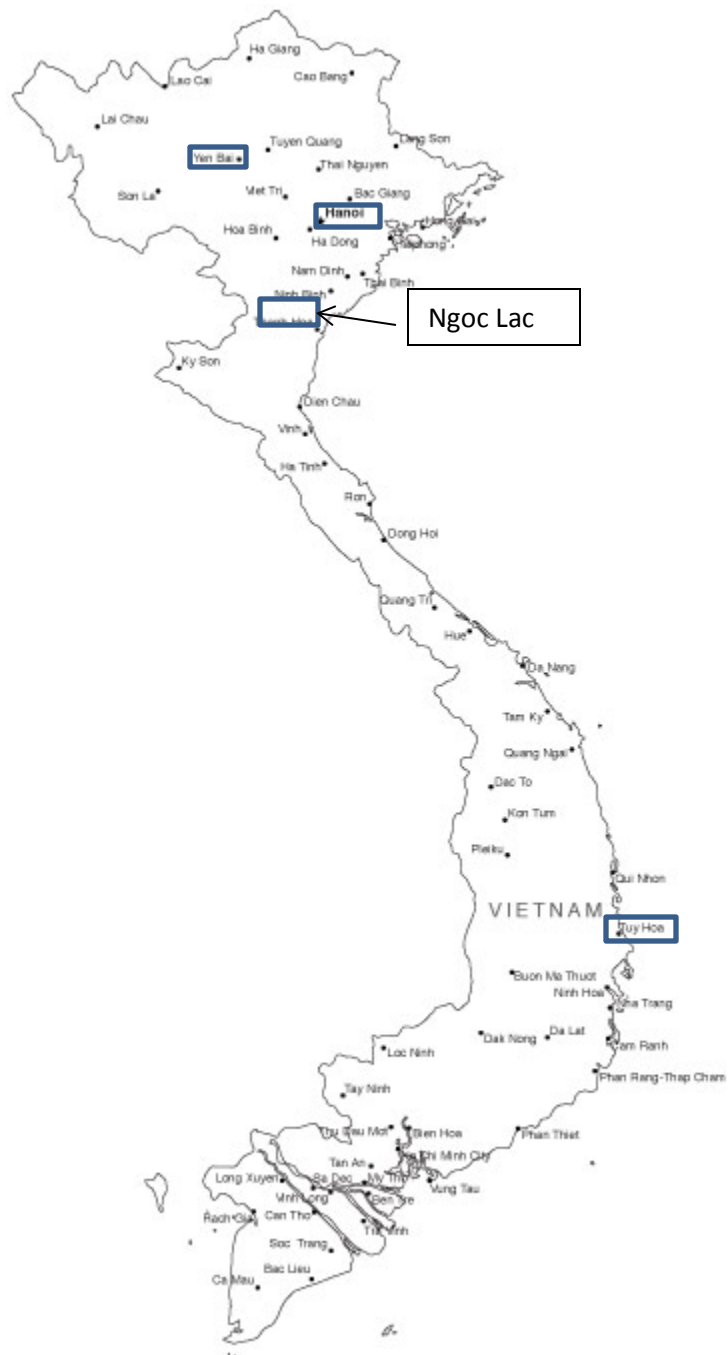 Ha Giang
Cao Bang
Lao Cai
Lai Chau
Tuyen Quang
Lang Son
Yen Bai
Thai Nguyen
Son La
Viet Tri
Bac Giang
Hanoi
Hoa Binh
Ha Dong
Haiphong
Nam Dinh
Thai Binh
Ninh Binh
Ngoc Lac
Ky Son
Dien Chau
Vinh
Ha Tinh
Ron
Dong Hoi
Quang Tri
Hue
Da Nang
Tam Ky
Quang Ngai
Dac To
Kon Tum
Pleiku
Qui Nhon
VIETNAM
Tuy Hoa
Buon Ma Thuot
Ninh Hoa
Nha Trang
Dak Nong
Da Lat
Cam Ranh
Loc Ninh
Phan Rang-Thap Cham
Tay Ninh
Thu Dau Mot
Bien Hoa
Phan Thiet
Chi Minh City
Tan An
Long Xuyen
Sa Dec
My Tho
Vung Tau
Vinh Long
Ben Tre
Rach Gia
Can Tho
Tra Vinh
Soc Trang
Ca Mau
Bac Lieu